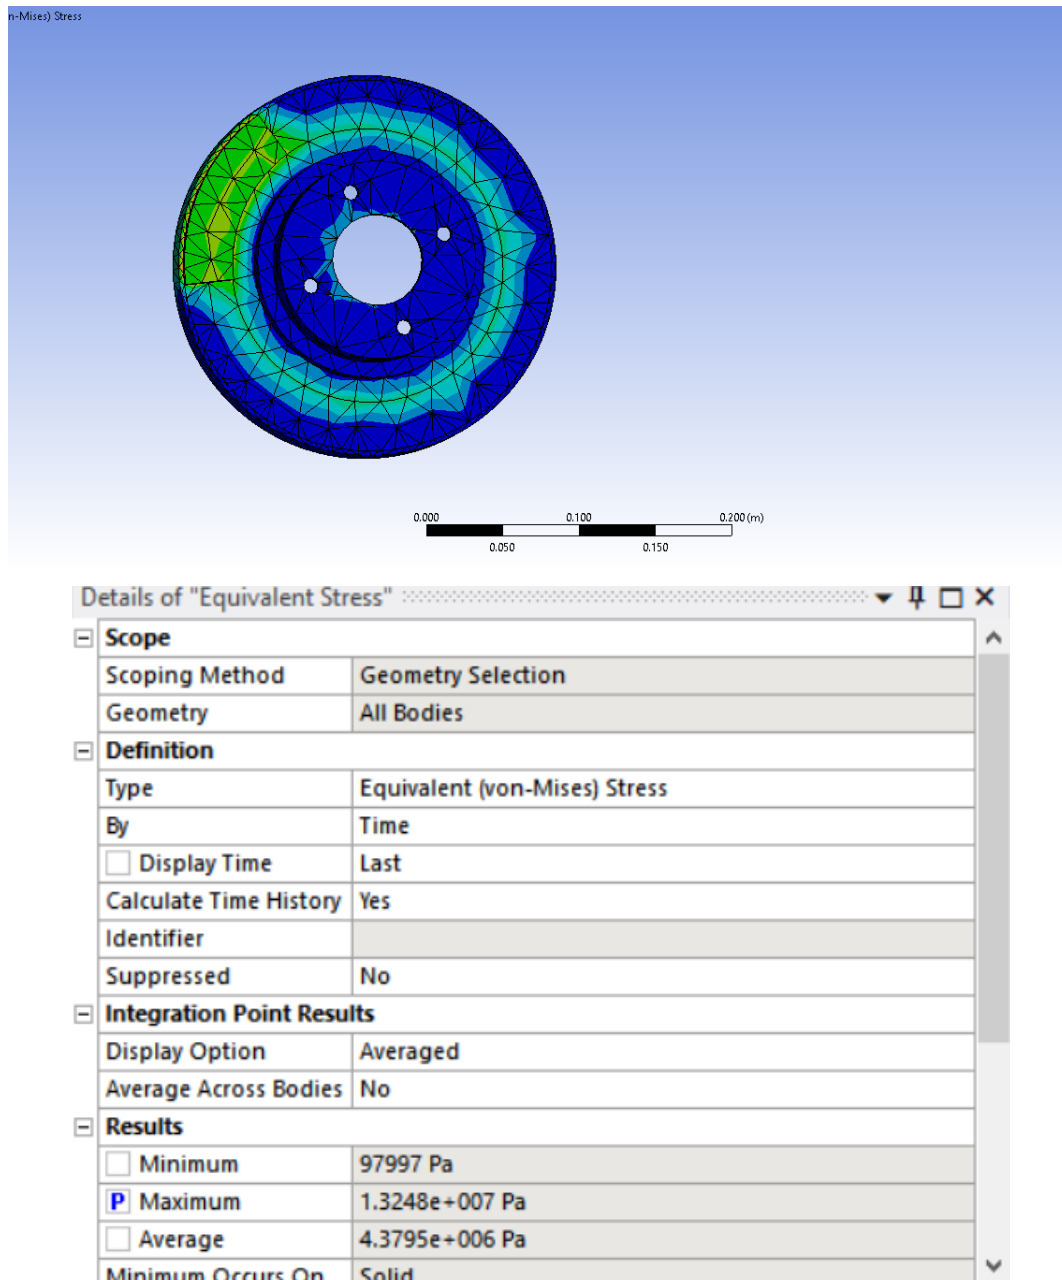 n-Mises) Stress
0.000 0.100 0.200 (m)
0.050 0.150
Details of "Equivalent Stress"
Scope
Scoping Method Geometry Selection
Geometry All Bodies
Definition
Type Equivalent (von-Mises) Stress
By Time
Display Time Last
Calculate Time History Yes
Identifier
Suppressed No
Integration Point Results
Display Option Averaged
Average Across Bodies No
Results
Minimum 97997 Pa
P Maximum 1.3248e+007 Pa
Average 4.3795e+006 Pa
Minimum Occurs On Solid